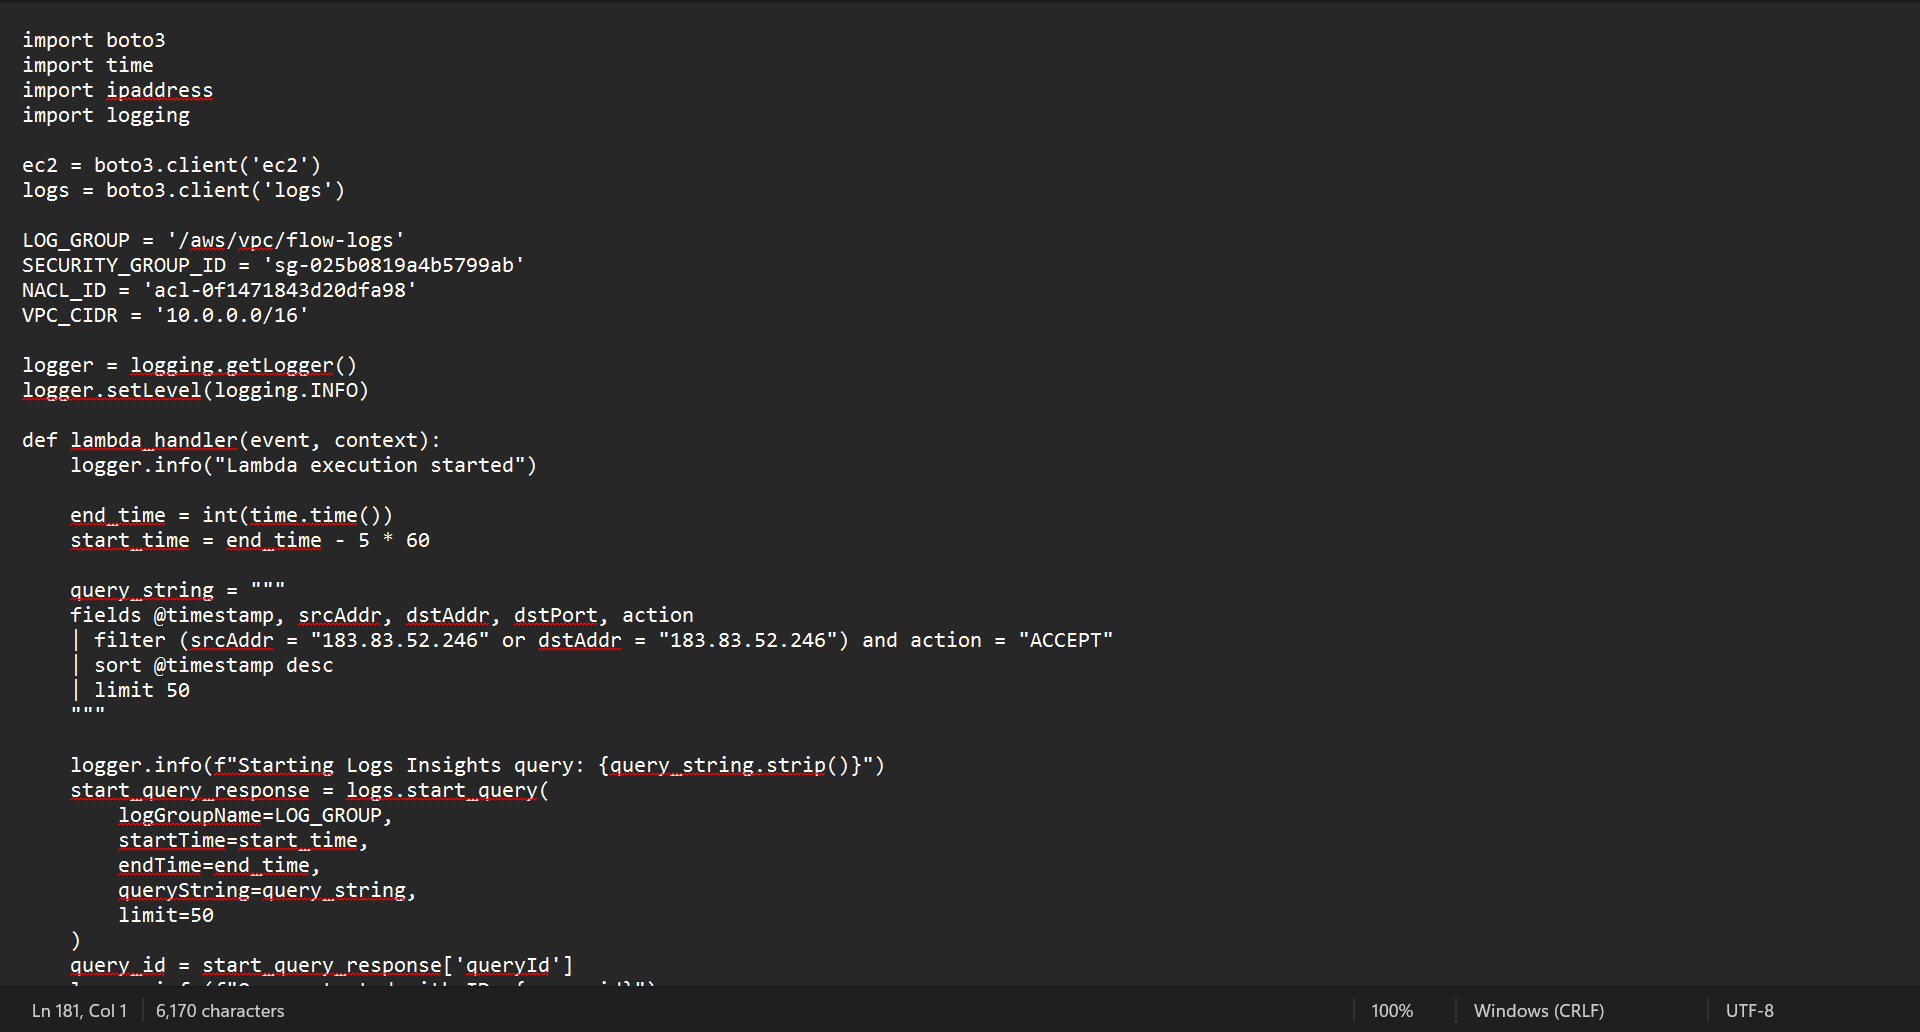 import boto3
import time
import ipaddress
import logging
ec2 = boto3.client('ec2')
logs = boto3.client('logs')
LOG_GROUP = '/aws/vpc/flow-logs'
SECURITY_GROUP_ID = 'sg-025b0819a4b5799ab'
NACL_ID = 'acl-0f1471843d20dfa98'
VPC_CIDR = '10.0.0.0/16'
logger = logging.getLogger()
logger.setLevel(logging.INFO)
def lambda_handler(event, context):
    logger.info("Lambda execution started")
    end_time = int(time.time())
    start_time = end_time - 5 * 60
    query_string = """
    fields @timestamp, srcAddr, dstAddr, dstPort, action
    | filter (srcAddr = "183.83.52.246" or dstAddr = "183.83.52.246") and action = "ACCEPT"
    | sort @timestamp desc
    | limit 50
    """
    logger.info(f"Starting Logs Insights query: {query_string.strip()}")
    start_query_response = logs.start_query(
        logGroupName=LOG_GROUP,
        startTime=start_time,
        endTime=end_time,
        queryString=query_string,
        limit=50
    )
    query_id = start_query_response['queryId']
Ln 181, Col 1 6,170 characters 100% Windows (CRLF) UTF-8